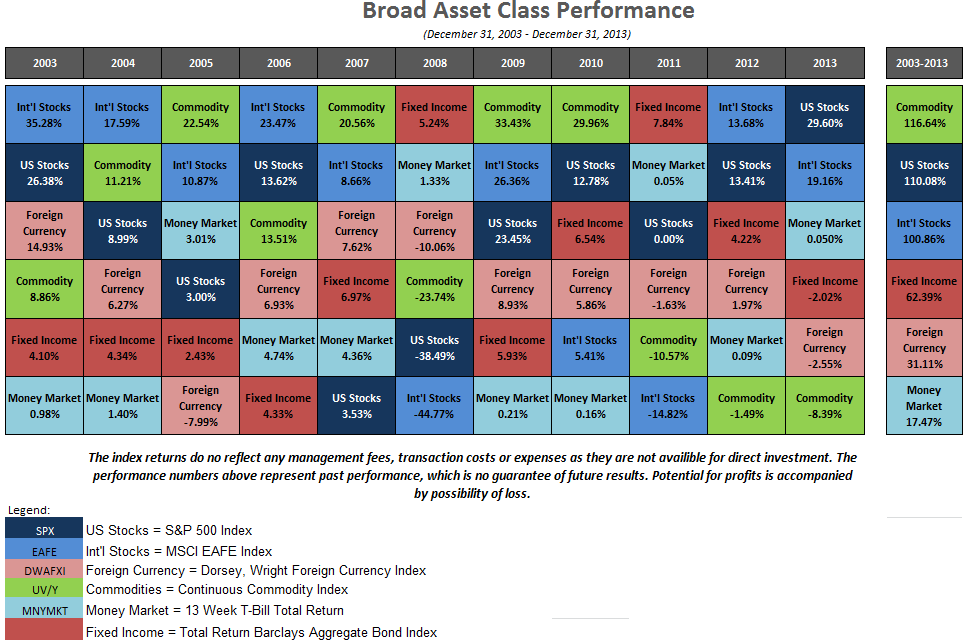 Broad Asset Class Performance
(December 31, 2003 - December 31, 2013)
2003 2004 2005 2006 2007 2008 2009 2010 2011 2012 2013 2003-2013
Int'l Stocks Int'l Stocks Commodity Int'l Stocks Commodity Fixed Income Commodity Commodity Fixed Income Int'l Stocks US Stocks Commodity
35.28% 17.59% 22.54% 23.47% 20.56% 5.24% 33.43% 29.96% 7.84% 13.68% 29.60% 116.64%
US Stocks Commodity Int'l Stocks US Stocks Int'l Stocks Money Market Int'l Stocks US Stocks Money Market US Stocks Int'l Stocks US Stocks
26.38% 11.21% 10.87% 13.62% 8.66% 1.33% 26.36% 12.78% 0.05% 13.41% 19.16% 110.08%
Foreign Currency US Stocks Money Market Commodity Foreign Currency Foreign Currency US Stocks Fixed Income US Stocks Fixed Income Money Market Int'l Stocks
14.93% 8.99% 3.01% 13.51% 7.62% -10.06% 23.45% 6.54% 0.00% 4.22% 0.050% 100.86%
Commodity Foreign Currency US Stocks Foreign Currency Fixed Income Commodity Foreign Currency Foreign Currency Foreign Currency Foreign Currency Fixed Income Fixed Income
8.86% 6.27% 3.00% 6.93% 6.97% -23.74% 8.93% 5.86% -1.63% 1.97% -2.02% 62.39%
Fixed Income Fixed Income Fixed Income Money Market Money Market US Stocks Fixed Income Int'l Stocks Commodity Money Market Foreign Currency Foreign Currency
4.10% 4.34% 2.43% 4.74% 4.36% -38.49% 5.93% 5.41% -10.57% 0.09% -2.55% 31.11%
Money Market Money Market Foreign Currency Fixed Income US Stocks Int'l Stocks Money Market Money Market Int'l Stocks Commodity Commodity Money Market
0.98% 1.40% -7.99% 4.33% 3.53% -44.77% 0.21% 0.16% -14.82% -1.49% -8.39% 17.47%
The index returns do no reflect any management fees, transaction costs or expenses as they are not availible for direct investment. The
performance numbers above represent past performance, which is no guarantee of future results. Potential for profits is accompanied
by possibility of loss.
Legend:
SPX US Stocks = S&P 500 Index
EAFE Int'l Stocks = MSCI EAFE Index
DWAFXI Foreign Currency = Dorsey, Wright Foreign Currency Index
UV/Y Commodities = Continuous Commodity Index
MNYMKT Money Market = 13 Week T-Bill Total Return
Fixed Income = Total Return Barclays Aggregate Bond Index